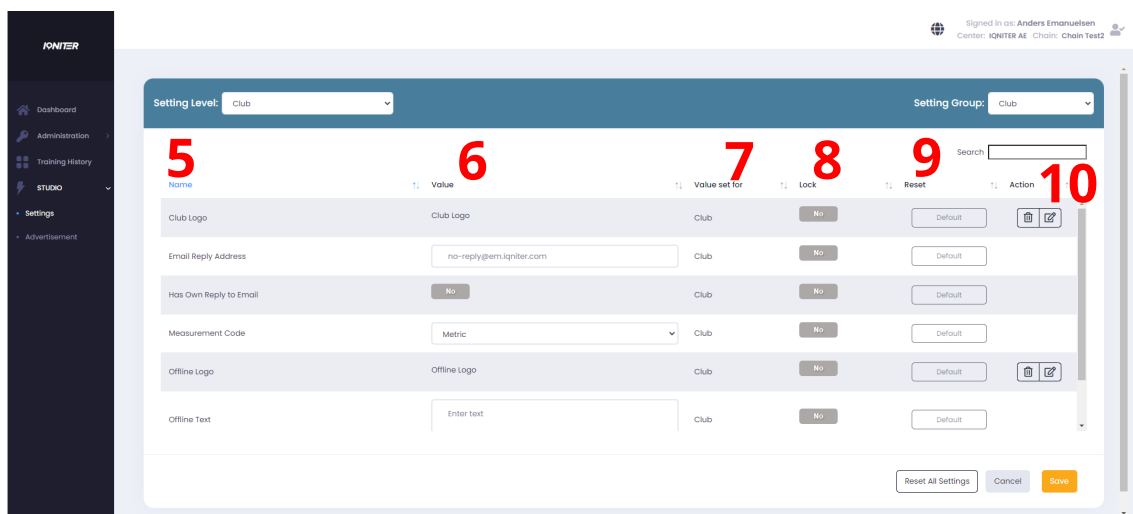 IQNITER
Signed in as: Anders Emanuelsen
Center: IQNITER AE Chain: Chain Test2
Dashboard
Administration
Training History
STUDIO
Settings
Advertisement
Setting Level: Club
Setting Group: Club
5 6 7 8 9 10
Search
Name Value Value set for Lock Reset Action
Club Logo Club Logo Club No Default
Email Reply Address no-reply@em.iqniter.com Club No Default
Has Own Reply to Email No Club No Default
Measurement Code Metric Club No Default
Offline Logo Offline Logo Club No Default
Offline Text Enter text Club No Default
Reset All Settings Cancel Save